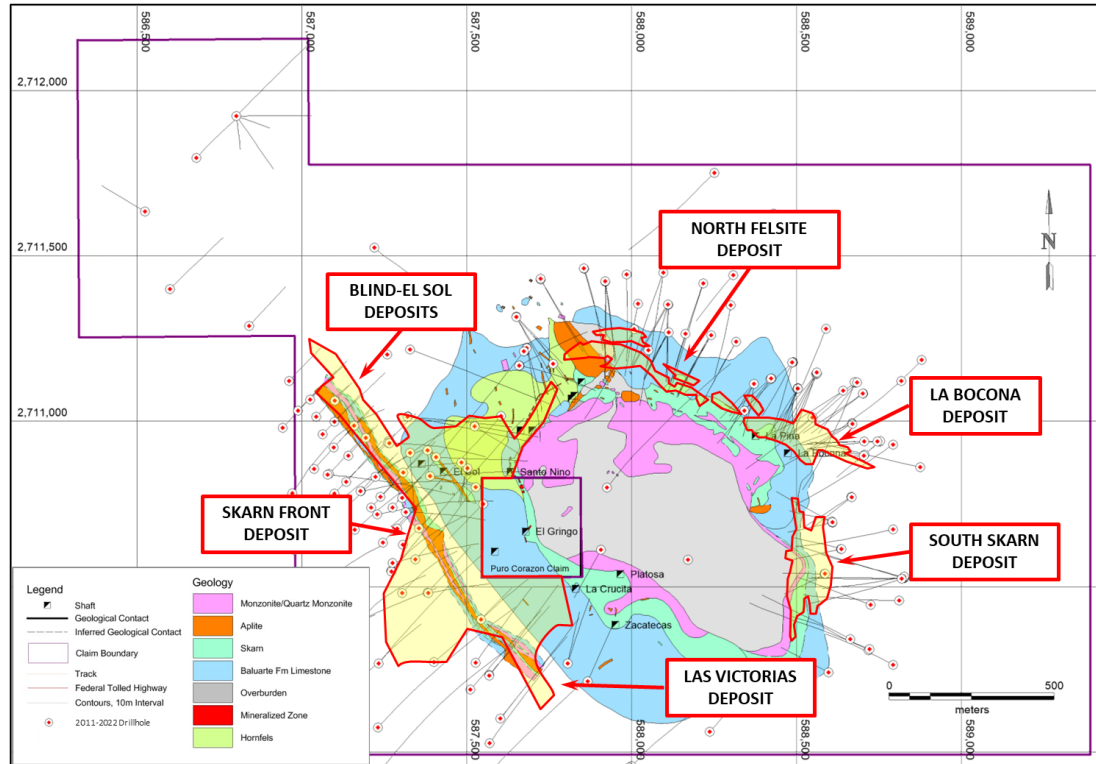 586,500
587,000
587,500
588,000
588,500
589,000
2,712,000
2,711,500
2,711,000
N
NORTH FELSITE
DEPOSIT
BLIND-EL SOL
DEPOSITS
LA BOCONA
DEPOSIT
La Pina
La Bocona
El Sol
Sante Nino
SKARN FRONT
DEPOSIT
El Gringo
SOUTH SKARN
DEPOSIT
Puro Corazon Claim
Platosa
La Crucita
Zacatecas
LAS VICTORIAS
DEPOSIT
0
500
meters
587,500
588,000
588,500
589,000
Legend
Shaft
Geological Contact
Inferred Geological Contact
Claim Boundary
Track
Federal Tolled Highway
Contours, 10m Interval
2011-2022 Drillhole
Geology
Monzonite/Quartz Monzonite
Aplite
Skarn
Baluarte Fm Limestone
Overburden
Mineralized Zone
Hornfels